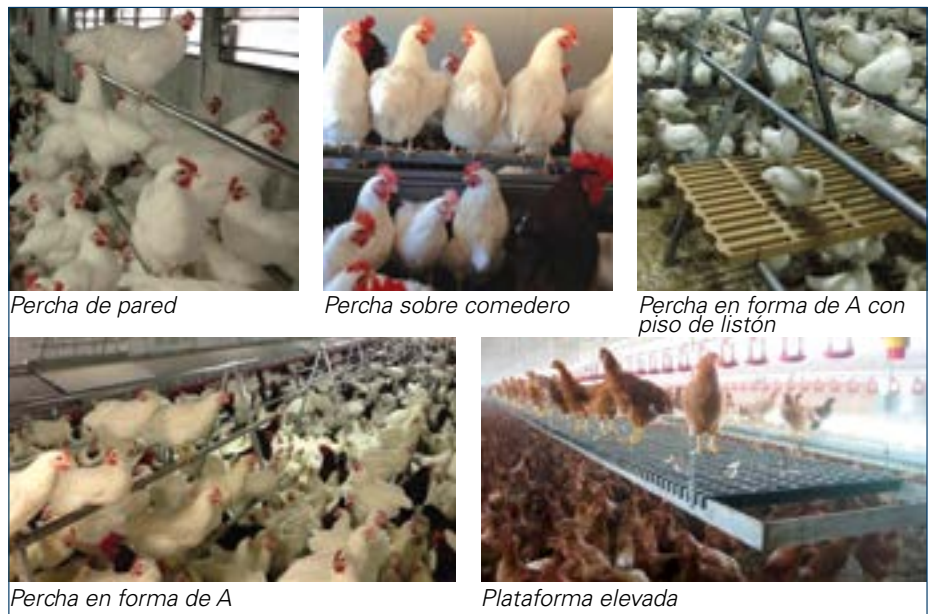 Percha de pared
Percha sobre comedero
Percha en forma de A con
piso de listón
Percha en forma de A
Plataforma elevada